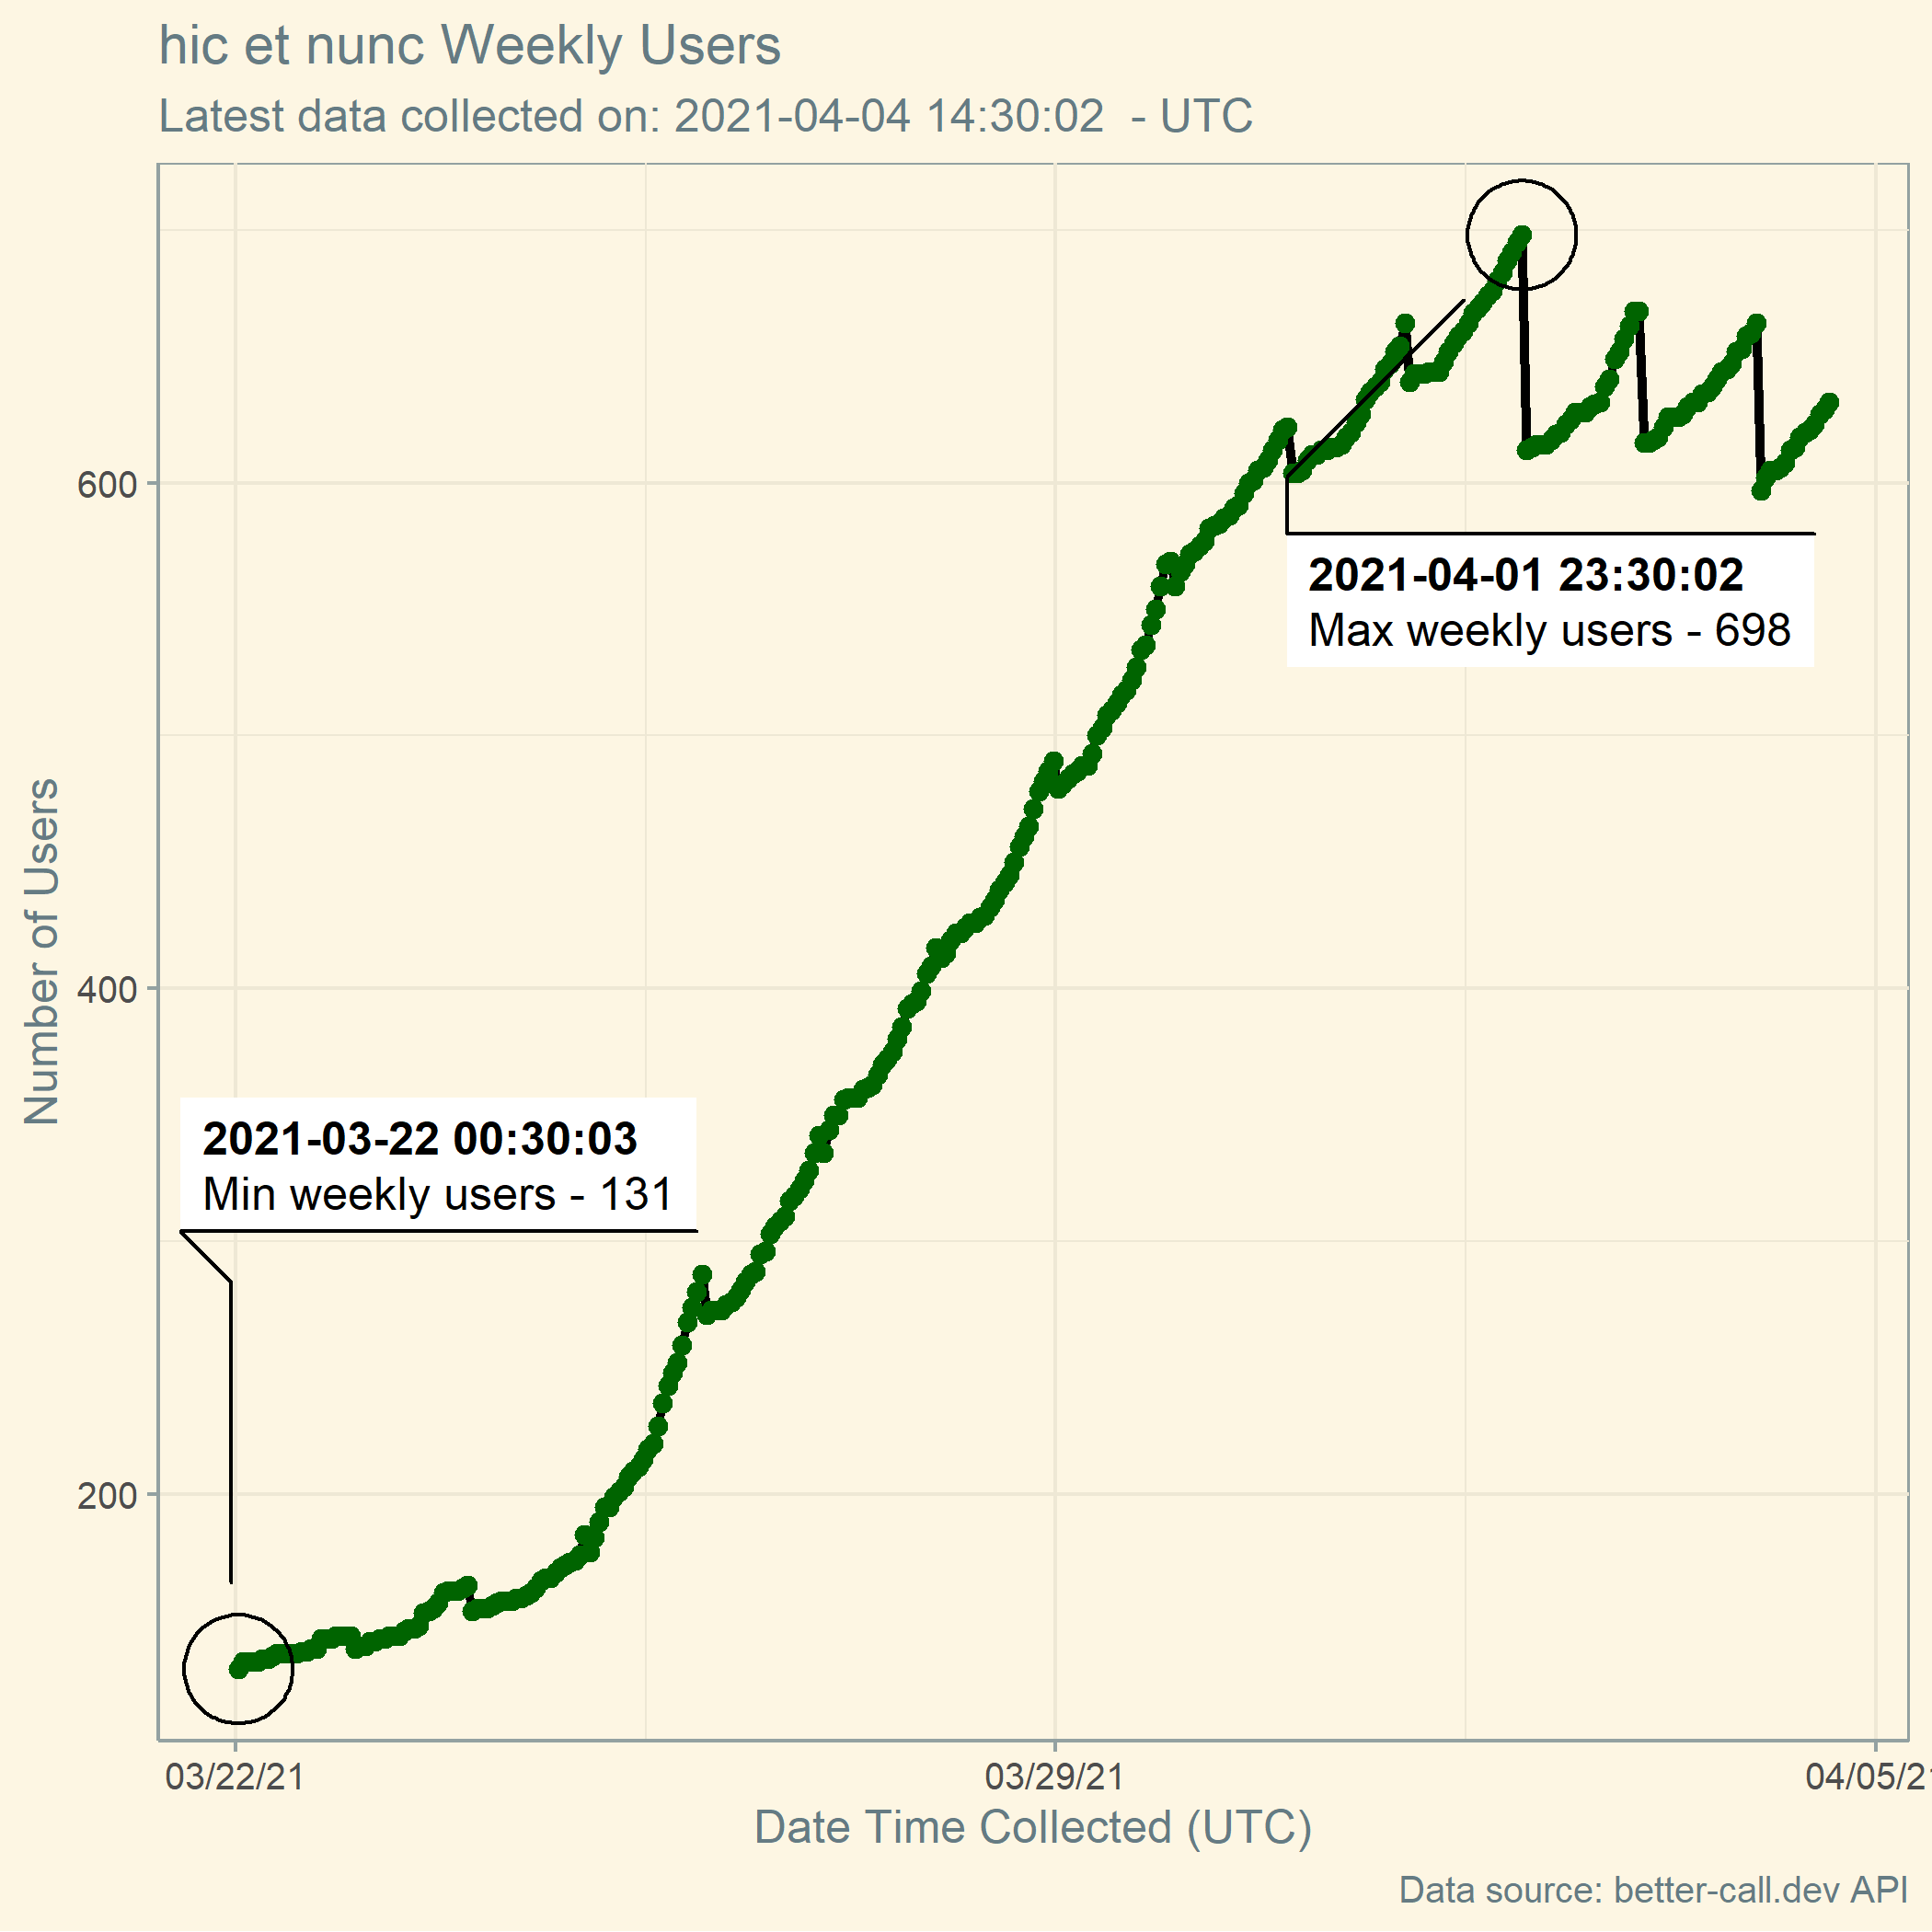 hic et nunc Weekly Users
Latest data collected on: 2021-04-04 14:30:02 - UTC
Number of Users
600
400
200
2021-04-01 23:30:02
Max weekly users - 698
2021-03-22 00:30:03
Min weekly users - 131
03/22/21
03/29/21
04/05/21
Date Time Collected (UTC)
Data source: better-call.dev API